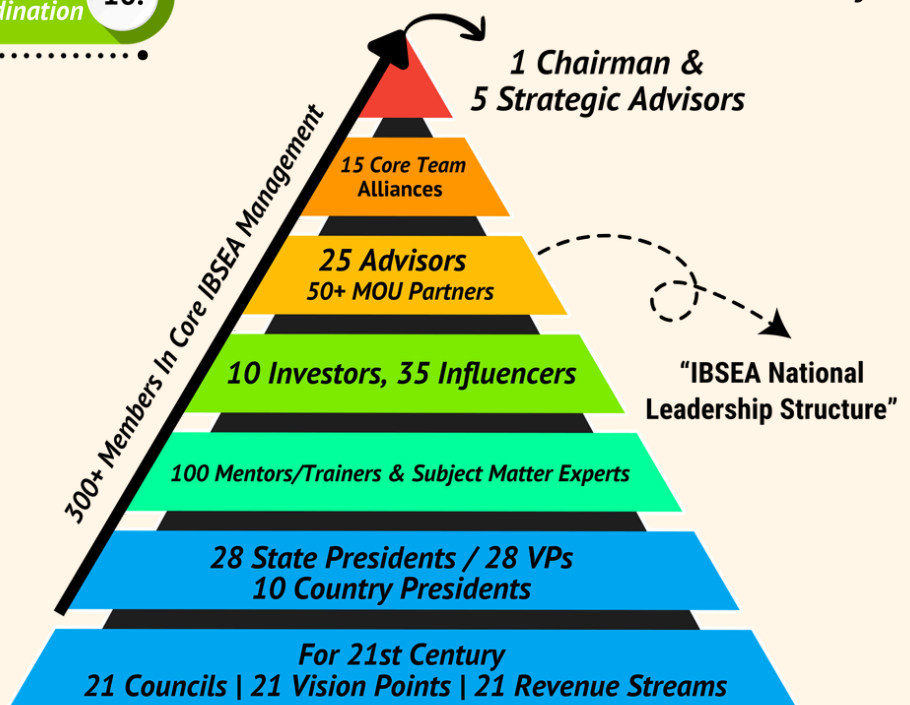 1 Chairman &
5 Strategic Advisors
15 Core Team
Alliances
25 Advisors
50+ MOU Partners
10 Investors, 35 Influencers
100 Mentors/Trainers & Subject Matter Experts
28 State Presidents / 28 VPs
10 Country Presidents
For 21st Century
21 Councils | 21 Vision Points | 21 Revenue Streams
300+ Members In Core IBSEA Management
“IBSEA National
Leadership Structure”